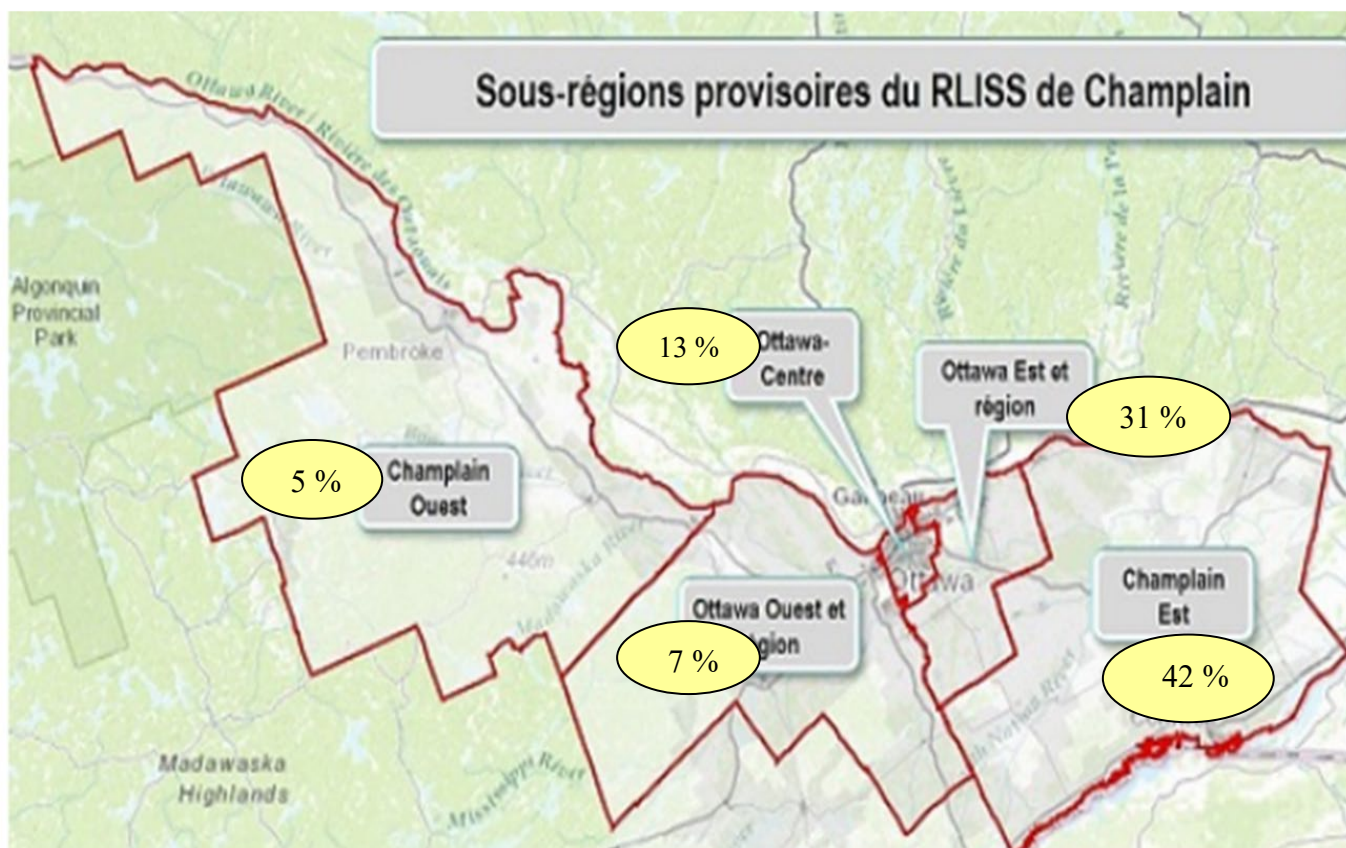 Sous-régions provisoires du RLISS de Champlain
Ottawa River / Rivière des Outaouais
Algonquin
Provincial
Park
Pembroke
13 %
Ottawa-
Centre
Ottawa Est et
région
31 %
5 %
Champlain
Ouest
446m
Madawaska River
Ottawa
Ottawa Ouest et
7 %
Champlain
Est
42 %
Nation River
Madawaska
Highlands
Mississippi River